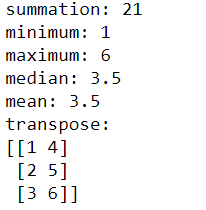 summation: 21
minimum: 1
maximum: 6
median: 3.5
mean: 3.5
transpose:
[[1 4]
 [2 5]
 [3 6]]